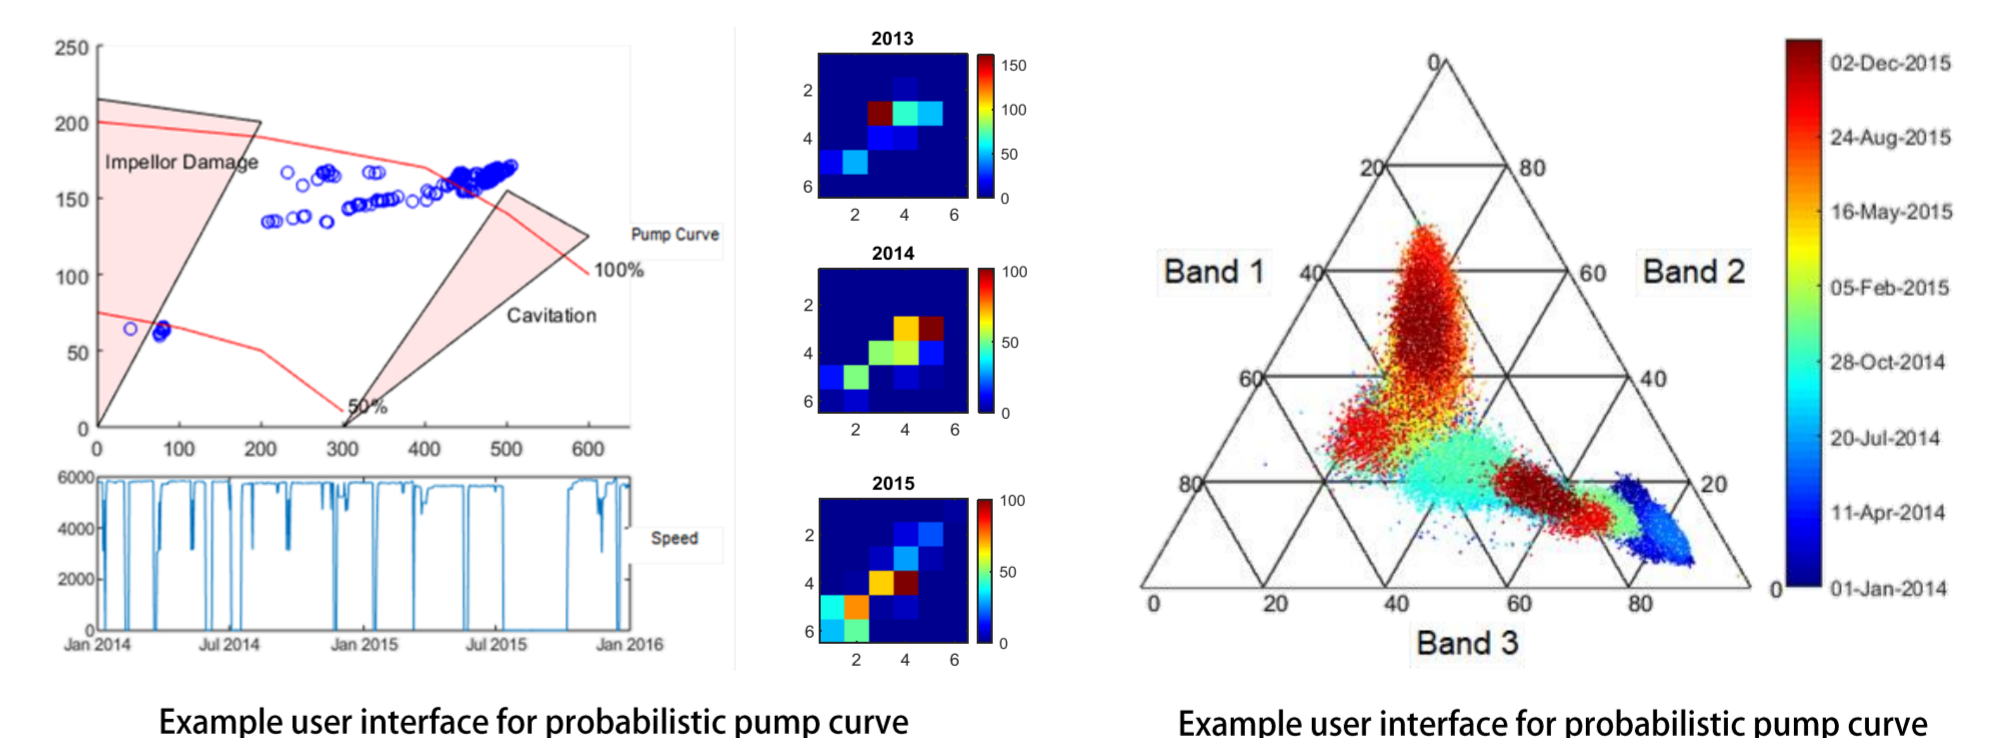 250
200
150
100
50
0
Impellor Damage
Pump Curve
100%
Cavitation
50%
0 100 200 300 400 500 600
6000
4000
2000
0
Speed
Jan 2014 Jul 2014 Jan 2015 Jul 2015 Jan 2016
2013
2
4
6
2 4 6
150
100
50
0
2014
2
4
6
2 4 6
100
50
0
2015
2
4
6
2 4 6
100
50
0
Example user interface for probabilistic pump curve
0
20 80
Band 1 40 60 Band 2
60 40
80 20
0
0 20 40 60 80
Band 3
02-Dec-2015
24-Aug-2015
16-May-2015
05-Feb-2015
28-Oct-2014
20-Jul-2014
11-Apr-2014
01-Jan-2014
Example user interface for probabilistic pump curve